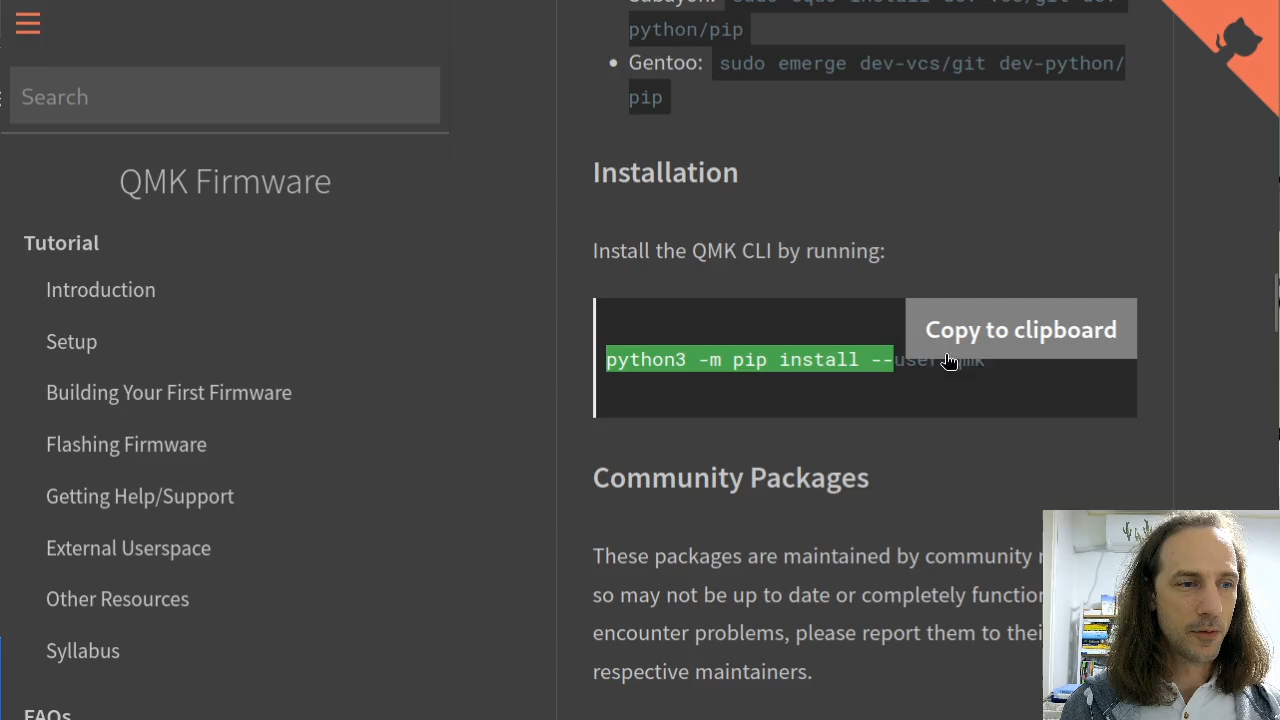 Search
QMK Firmware
Tutorial
Introduction
Setup
Building Your First Firmware
Flashing Firmware
Getting Help/Support
External Userspace
Other Resources
Syllabus
FAQs
python/pip
Gentoo: sudo emerge dev-vcs/git dev-python/
pip
Installation
Install the QMK CLI by running:
Copy to clipboard
python3 -m pip install --user qmk
Community Packages
These packages are maintained by community
so may not be up to date or completely
encounter problems, please report them to
respective maintainers.